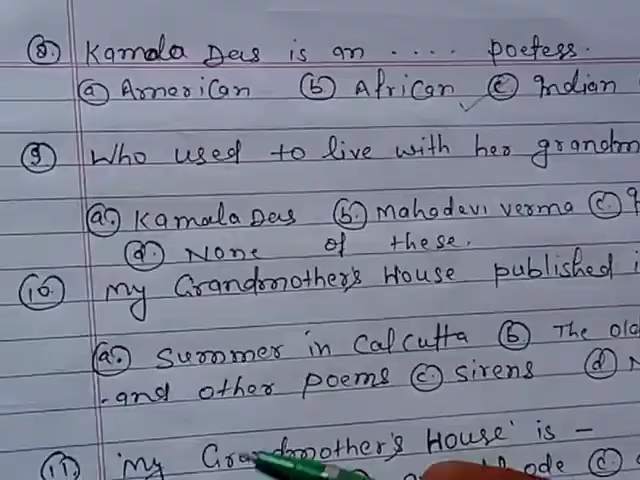 8. Kamala Das is an .... poetess.
a American b African c Indian
9 Who used to live with her grandm
a. Kamala Das b. Mahadevi verma c.
d. None of these.
10. My Grandmother's House published i
a. Summer in Calcutta b The Old
-and other poems c. Sirens d N
11 'My Grandmother's House' is -
ode c